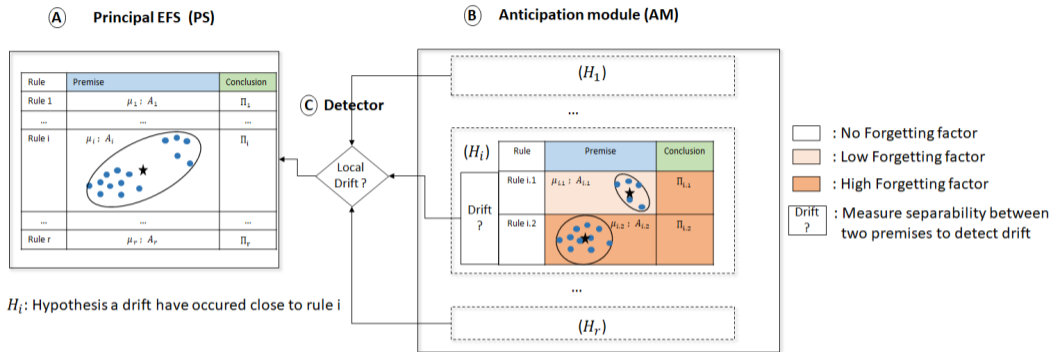 A Principal EFS (PS)
B Anticipation module (AM)
Rule Premise Conclusion
Rule 1 μ₁ : A₁ Π₁
... ... ...
Rule i μᵢ : Aᵢ Πᵢ
... ... ...
Rule r μᵣ : Aᵣ Πᵣ
Hᵢ: Hypothesis a drift have occured close to rule i
C Detector
Local
Drift ?
(H₁)
...
(Hᵢ)
Drift
?
Rule Premise Conclusion
Rule i.1 μᵢ.₁ : Aᵢ.₁ Πᵢ.₁
Rule i.2 μᵢ.₂ : Aᵢ.₂ Πᵢ.₂
...
(Hᵣ)
: No Forgetting factor
: Low Forgetting factor
: High Forgetting factor
Drift
?
: Measure separability between
two premises to detect drift